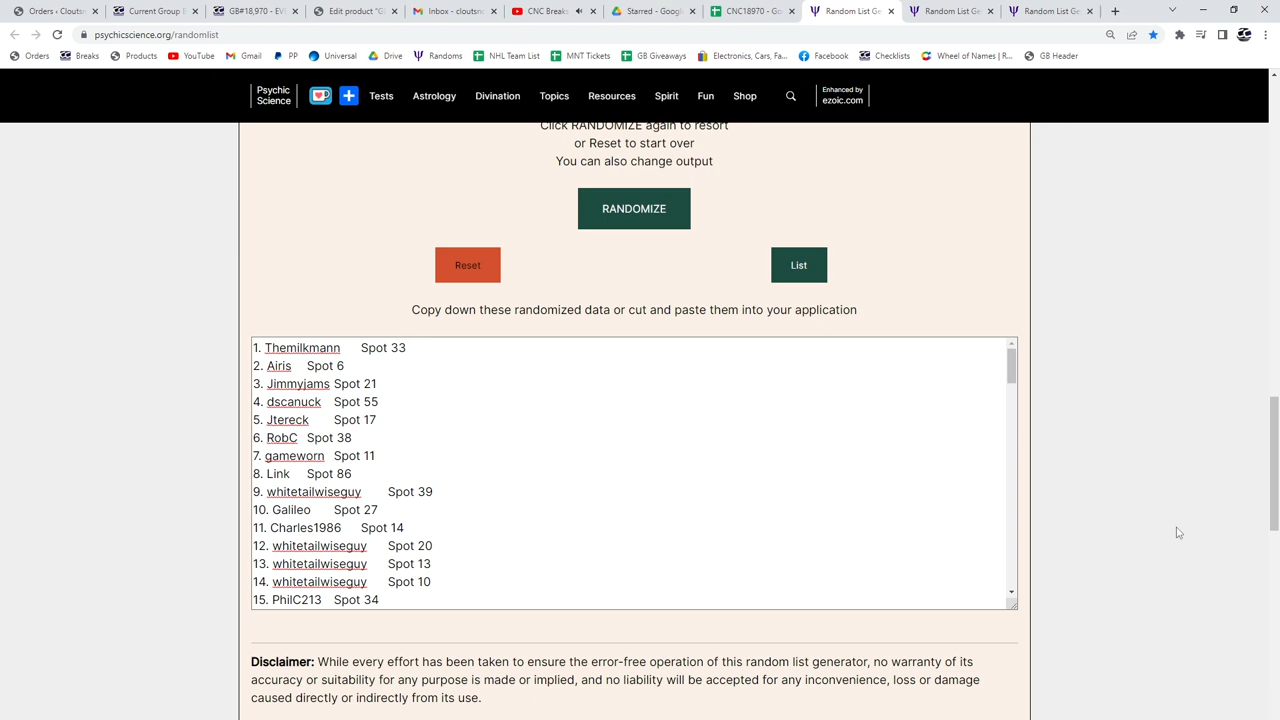 Orders - Cloutsn
Current Group
GB#18,970 - EVI
Edit product "Gl
Inbox - cloutsno
CNC Breaks
Starred - Googl
CNC18970 - Go
Random List Ge
Random List Ge
Random List Ge
psychicscience.org/randomlist
Orders
Breaks
Products
YouTube
Gmail
PP
Universal
Drive
Randoms
NHL Team List
MNT Tickets
GB Giveaways
Electronics, Cars, Fa...
Facebook
Checklists
Wheel of Names | R...
GB Header
Psychic
Science
Tests
Astrology
Divination
Topics
Resources
Spirit
Fun
Shop
Enhanced by
ezoic.com
Click RANDOMIZE again to resort
or Reset to start over
You can also change output
RANDOMIZE
Reset
List
Copy down these randomized data or cut and paste them into your application
1. Themilkmann Spot 33
2. Airis Spot 6
3. Jimmyjams Spot 21
4. dscanuck Spot 55
5. Jtereck Spot 17
6. RobC Spot 38
7. gameworn Spot 11
8. Link Spot 86
9. whitetailwiseguy Spot 39
10. Galileo Spot 27
11. Charles1986 Spot 14
12. whitetailwiseguy Spot 20
13. whitetailwiseguy Spot 13
14. whitetailwiseguy Spot 10
15. PhilC213 Spot 34
Disclaimer: While every effort has been taken to ensure the error-free operation of this random list generator, no warranty of its
accuracy or suitability for any purpose is made or implied, and no liability will be accepted for any inconvenience, loss or damage
caused directly or indirectly from its use.